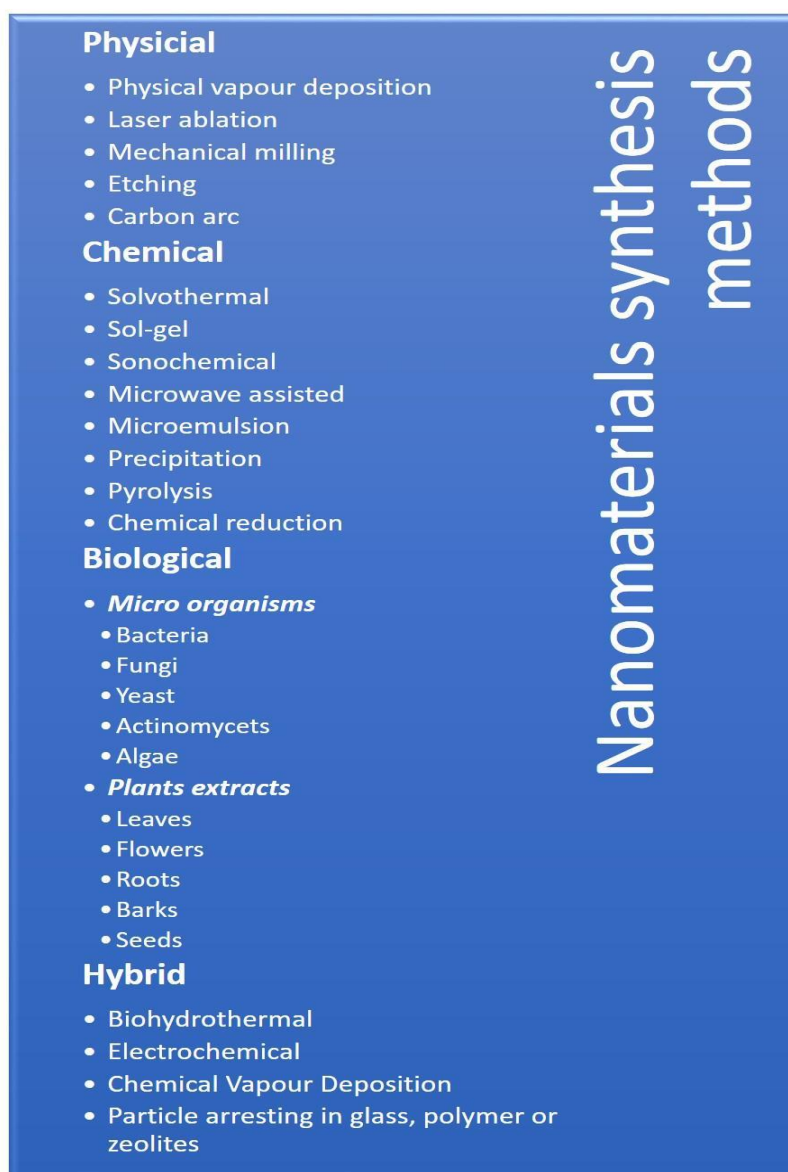 Physicial
• Physical vapour deposition
• Laser ablation
• Mechanical milling
• Etching
• Carbon arc
Chemical
• Solvothermal
• Sol-gel
• Sonochemical
• Microwave assisted
• Microemulsion
• Precipitation
• Pyrolysis
• Chemical reduction
Biological
• Micro organisms
• Bacteria
• Fungi
• Yeast
• Actinomycets
• Algae
• Plants extracts
• Leaves
• Flowers
• Roots
• Barks
• Seeds
Hybrid
• Biohydrothermal
• Electrochemical
• Chemical Vapour Deposition
• Particle arresting in glass, polymer or
zeolites
Nanomaterials synthesis
methods